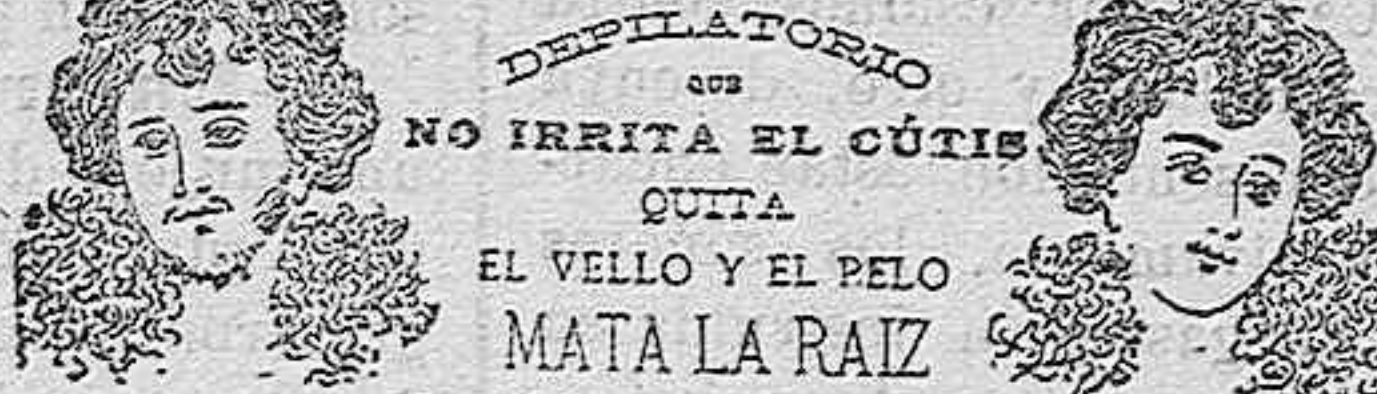 DEPILATORIO
QUE
NO IRRITA EL CÚTIS
QUITA
EL VELLO Y EL PELO
MATA LA RAIZ